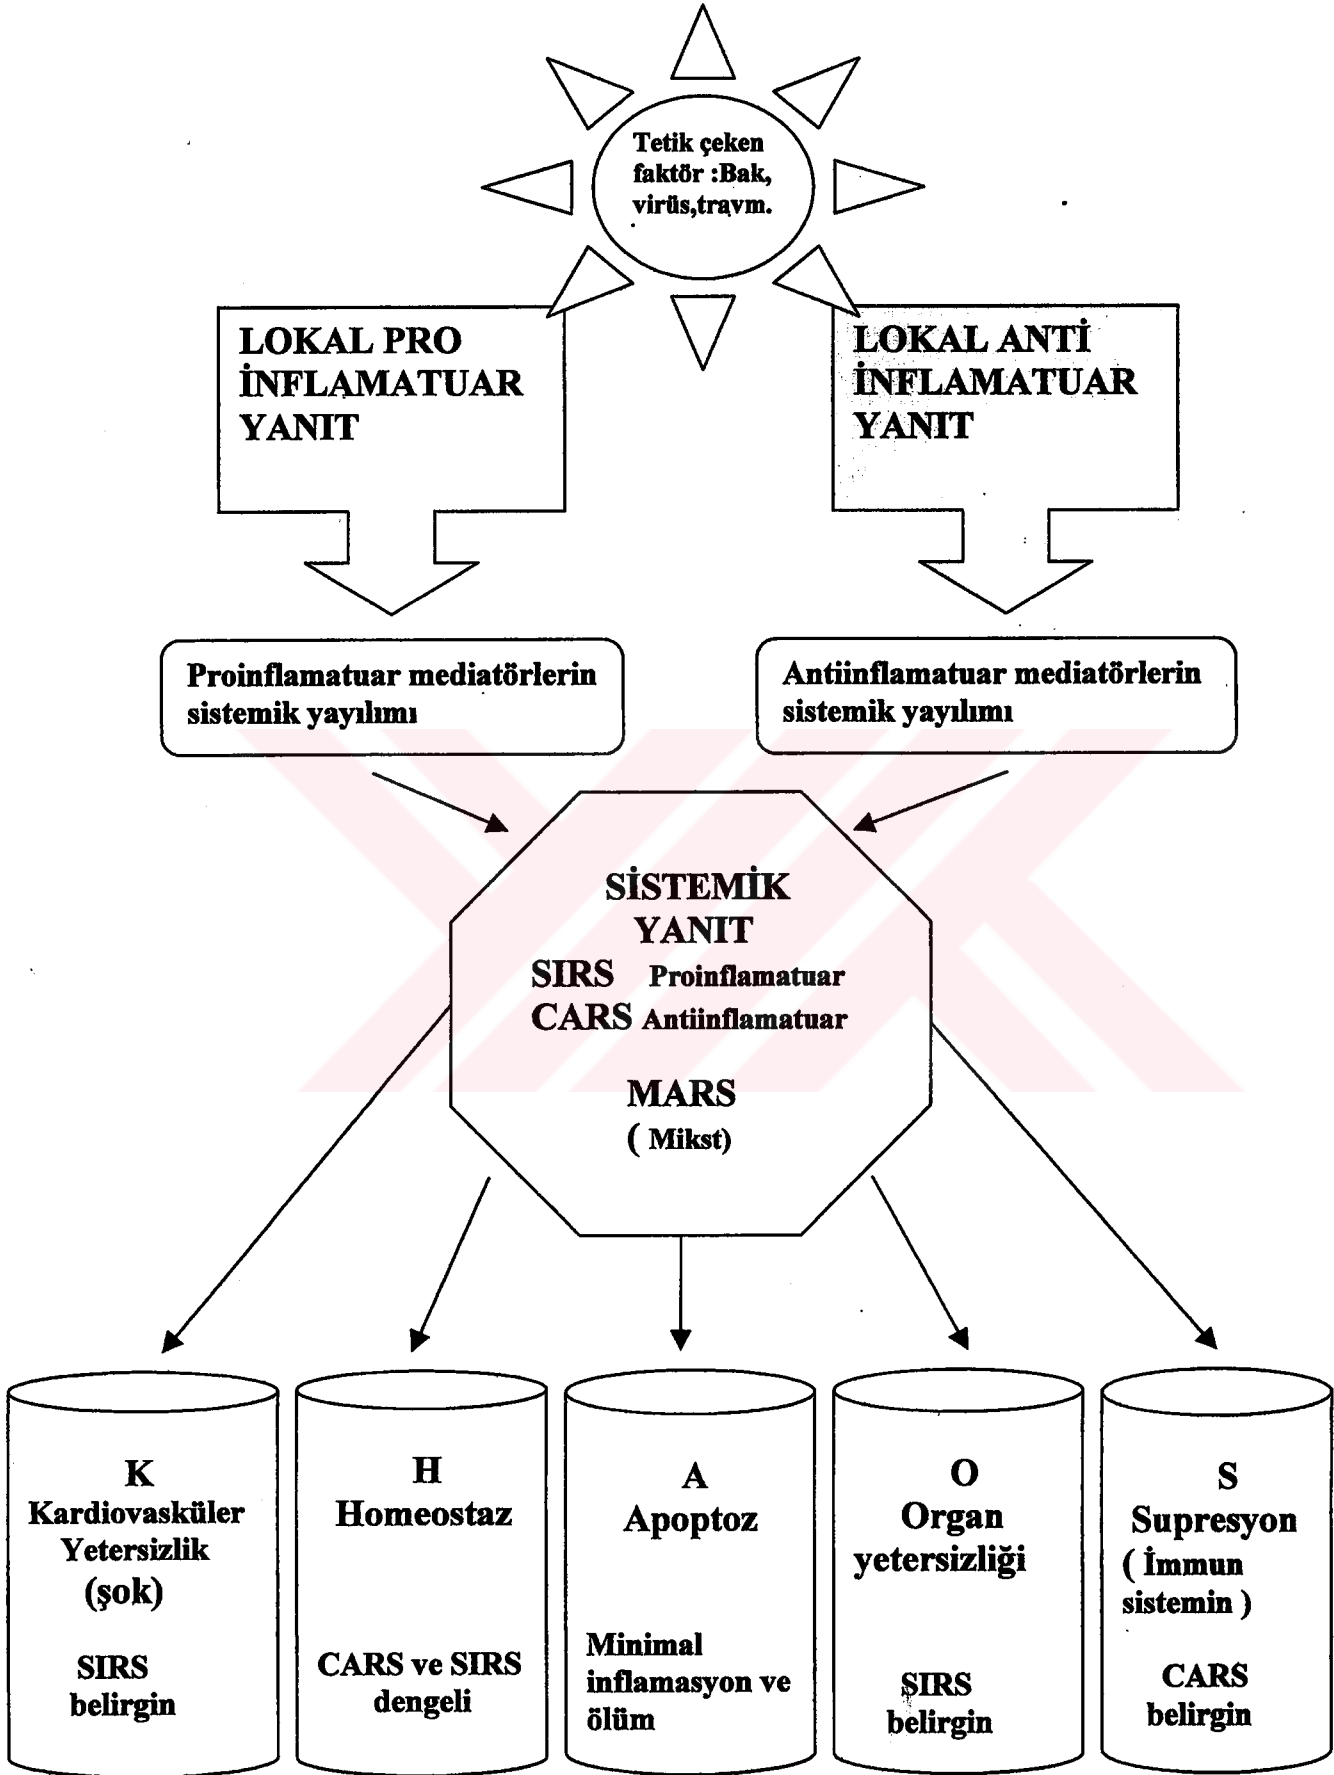 Tetik çeken
faktör :Bak,
virüs,travm.
LOKAL PRO
İNFLAMATUAR
YANIT
LOKAL ANTİ
İNFLAMATUAR
YANIT
Proinflamatuar mediatörlerin
sistemik yayılımı
Antiinflamatuar mediatörlerin
sistemik yayılımı
SİSTEMİK
YANIT
SIRS Proinflamatuar
CARS Antiinflamatuar
MARS
( Mikst)
K
Kardiovasküler
Yetersizlik
(şok)
SIRS
belirgin
H
Homeostaz
CARS ve SIRS
dengeli
A
Apoptoz
Minimal
inflamasyon ve
ölüm
O
Organ
yetersizliği
SIRS
belirgin
S
Supresyon
( İmmun
sistemin )
CARS
belirgin